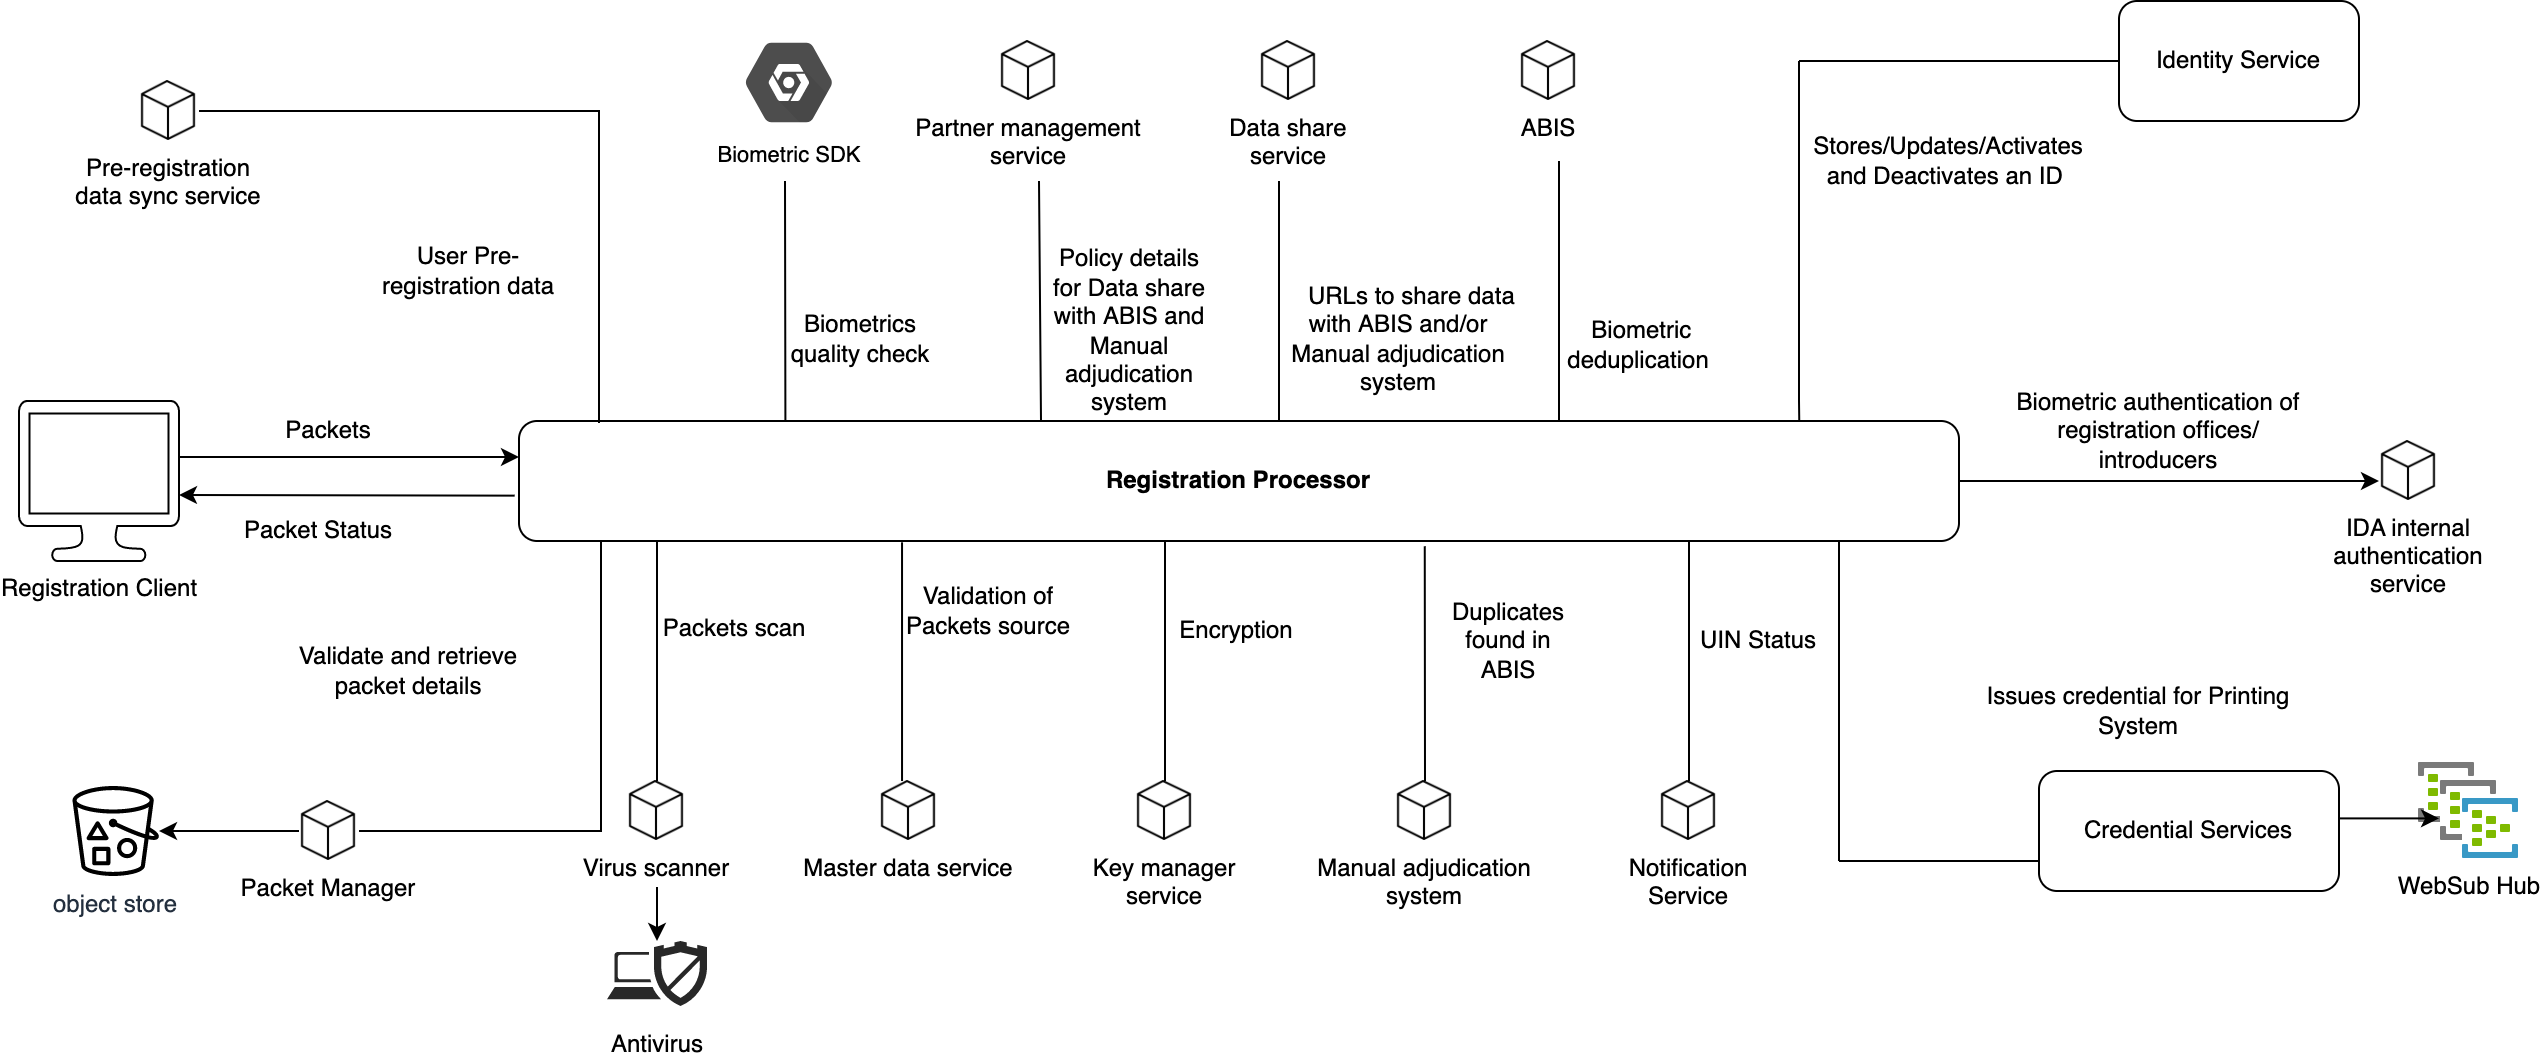 Identity Service
Pre-registration
data sync service
Biometric SDK
Partner management
service
Data share
service
ABIS
Stores/Updates/Activates
and Deactivates an ID
User Pre-
registration data
Biometrics
quality check
Policy details
for Data share
with ABIS and
Manual
adjudication
system
URLs to share data
with ABIS and/or
Manual adjudication
system
Biometric
deduplication
Packets
Packet Status
Registration Client
Registration Processor
Biometric authentication of
registration offices/
introducers
IDA internal
authentication
service
Validate and retrieve
packet details
Packets scan
Validation of
Packets source
Encryption
Duplicates
found in
ABIS
UIN Status
Issues credential for Printing
System
object store
Packet Manager
Virus scanner
Master data service
Key manager
service
Manual adjudication
system
Notification
Service
Credential Services
WebSub Hub
Antivirus